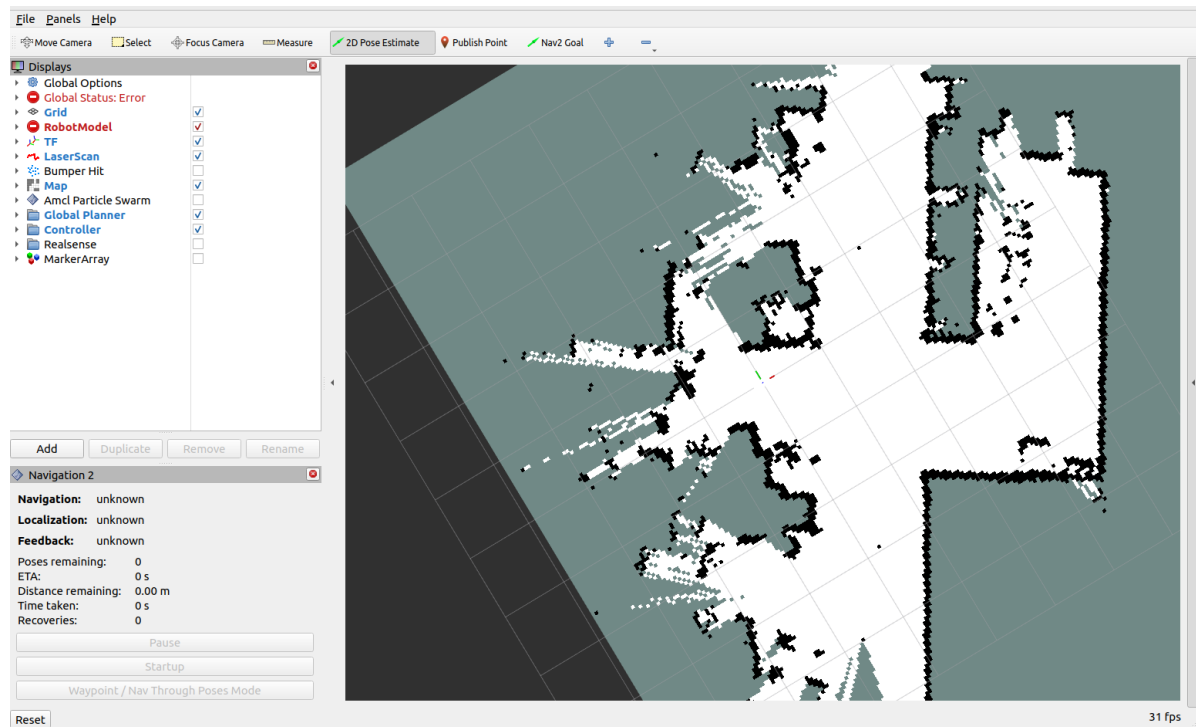 File Panels Help
Move Camera Select Focus Camera Measure 2D Pose Estimate Publish Point Nav2 Goal
Displays
Global Options
Global Status: Error
Grid
RobotModel
TF
LaserScan
Bumper Hit
Map
Amcl Particle Swarm
Global Planner
Controller
Realsense
MarkerArray
Add Duplicate Remove Rename
Navigation 2
Navigation: unknown
Localization: unknown
Feedback: unknown
Poses remaining: 0
ETA: 0 s
Distance remaining: 0.00 m
Time taken: 0 s
Recoveries: 0
Pause
Startup
Waypoint / Nav Through Poses Mode
Reset 31 fps